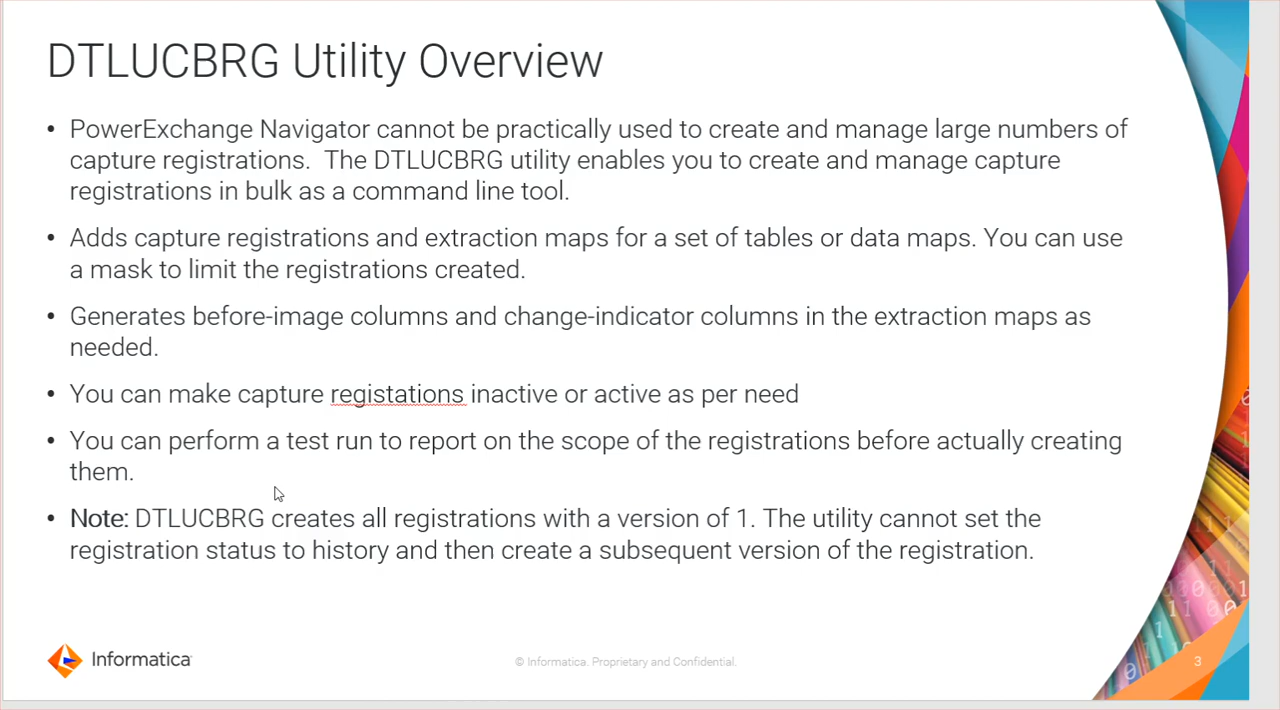 DTLUCBRG Utility Overview
• PowerExchange Navigator cannot be practically used to create and manage large numbers of
capture registrations.  The DTLUCBRG utility enables you to create and manage capture
registrations in bulk as a command line tool.
• Adds capture registrations and extraction maps for a set of tables or data maps. You can use
a mask to limit the registrations created.
• Generates before-image columns and change-indicator columns in the extraction maps as
needed.
• You can make capture registations inactive or active as per need
• You can perform a test run to report on the scope of the registrations before actually creating
them.
• Note: DTLUCBRG creates all registrations with a version of 1. The utility cannot set the
registration status to history and then create a subsequent version of the registration.
Informatica
© Informatica. Proprietary and Confidential.
3